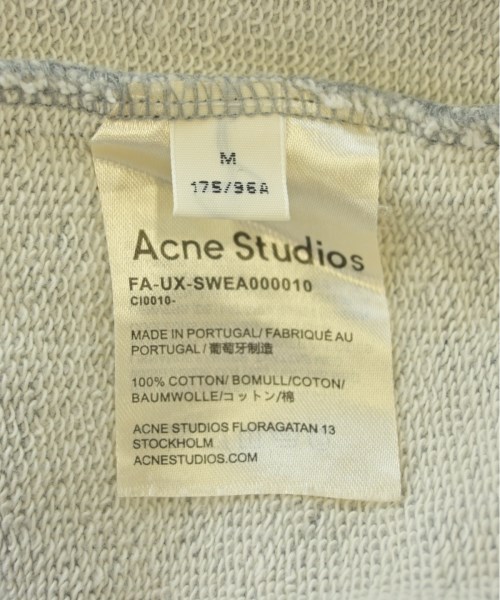 M
175/96A
Acne Studios
FA-UX-SWEA000010
CI0010-
MADE IN PORTUGAL/ FABRIQUÉ AU
PORTUGAL / 葡萄牙制造
100% COTTON/ BOMULL/COTON/
BAUMWOLLE/コットン/棉
ACNE STUDIOS FLORAGATAN 13
STOCKHOLM
ACNESTUDIOS.COM